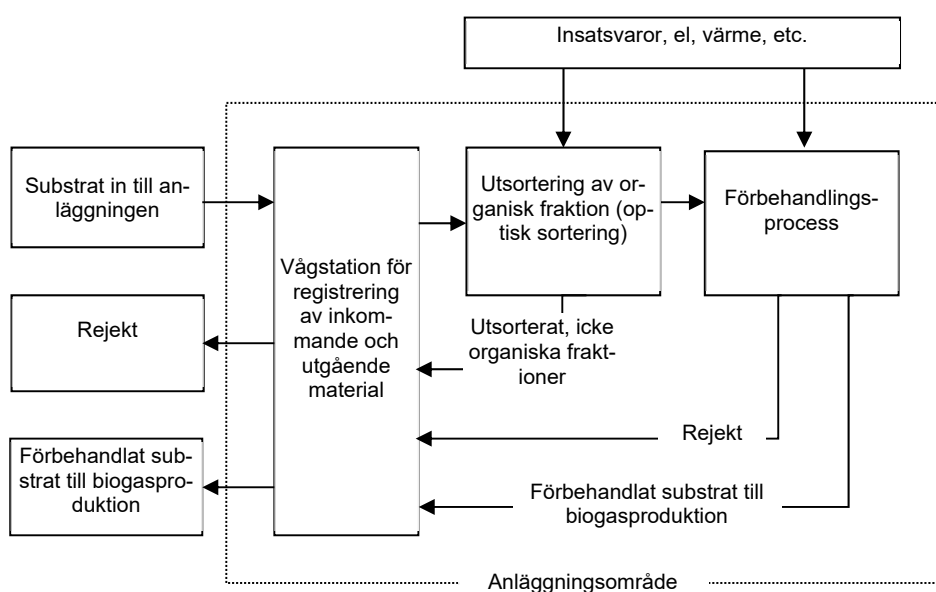 Insatsvaror, el, värme, etc.
Substrat in till an-
läggningen
Vågstation för
registrering
av inkom-
mande och
utgående
material
Utsortering av or-
ganisk fraktion (op-
tisk sortering)
Förbehandlings-
process
Rejekt
Utsorterat, icke
organiska frakt-
ioner
Rejekt
Förbehandlat sub-
strat till biogaspro-
duktion
Förbehandlat substrat till
biogasproduktion
Anläggningsområde